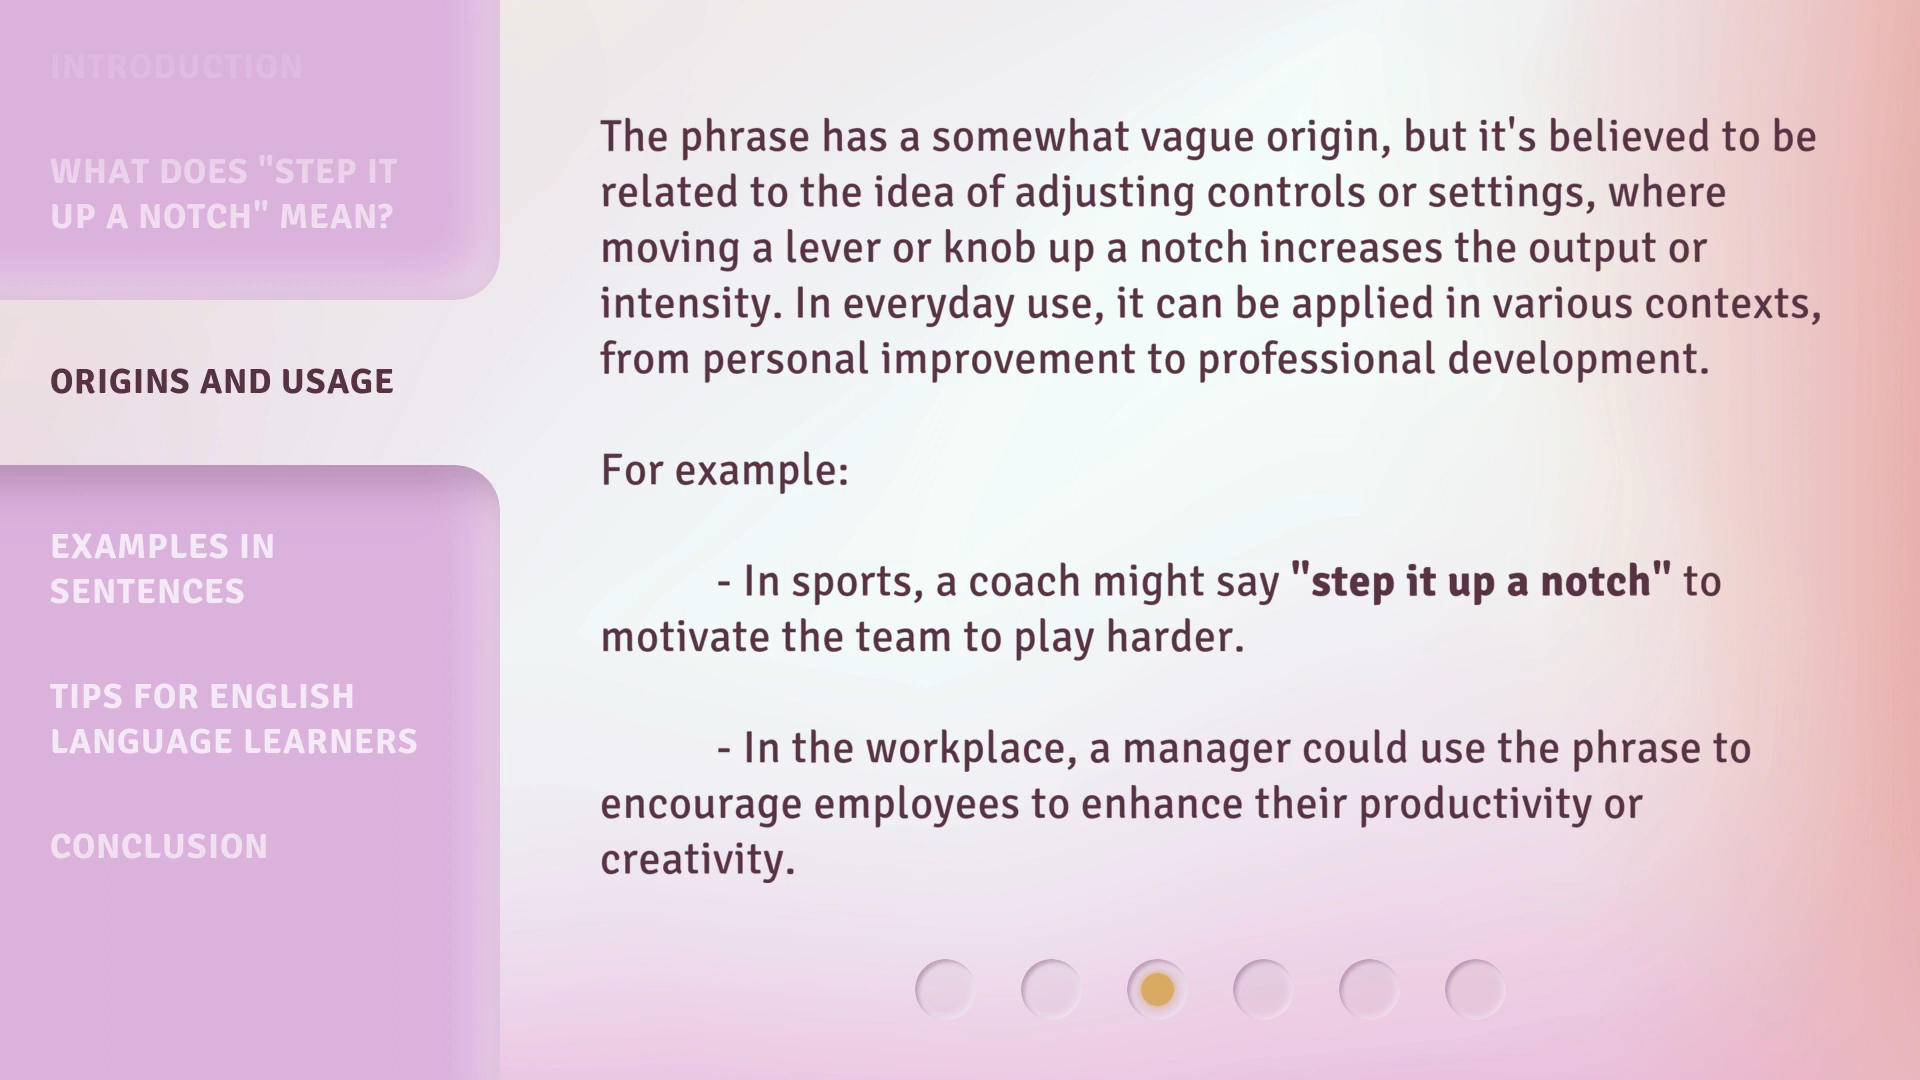 INTRODUCTION
WHAT DOES "STEP IT
UP A NOTCH" MEAN?
ORIGINS AND USAGE
EXAMPLES IN
SENTENCES
TIPS FOR ENGLISH
LANGUAGE LEARNERS
CONCLUSION
The phrase has a somewhat vague origin, but it's believed to be
related to the idea of adjusting controls or settings, where
moving a lever or knob up a notch increases the output or
intensity. In everyday use, it can be applied in various contexts,
from personal improvement to professional development.
For example:
- In sports, a coach might say "step it up a notch" to
motivate the team to play harder.
- In the workplace, a manager could use the phrase to
encourage employees to enhance their productivity or
creativity.